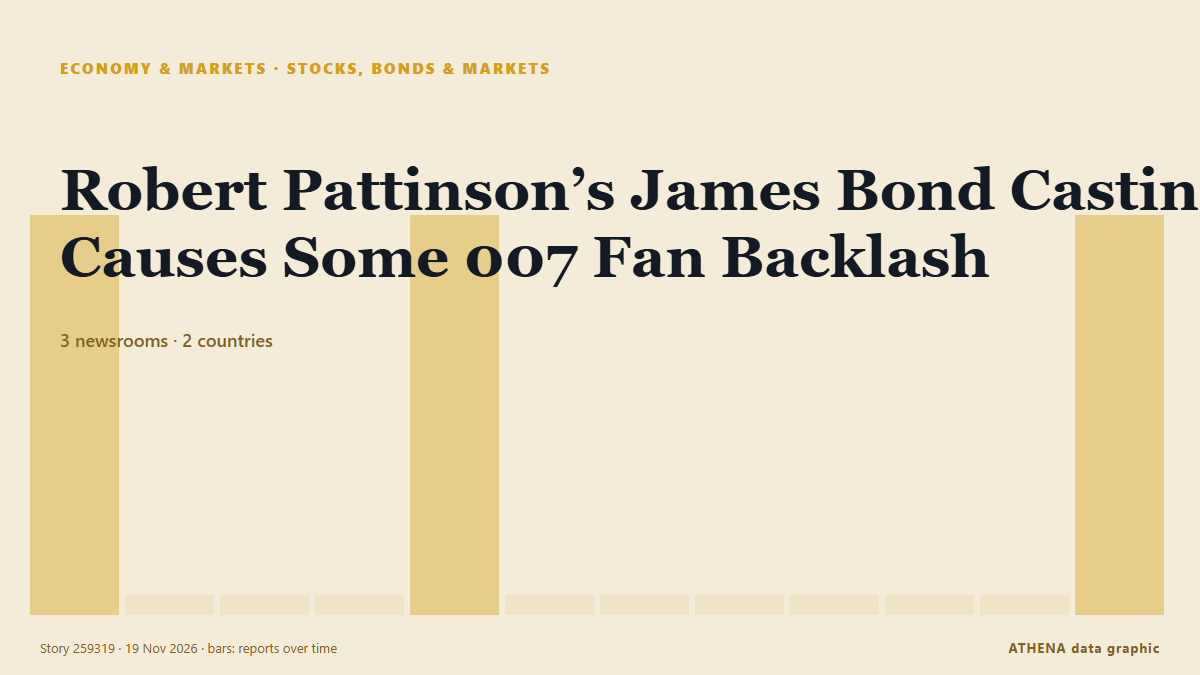 ECONOMY & MARKETS · STOCKS, BONDS & MARKETS
Robert Pattinson’s James Bond Castin
Causes Some 007 Fan Backlash
3 newsrooms · 2 countries
Story 259319 · 19 Nov 2026 · bars: reports over time
ATHENA data graphic